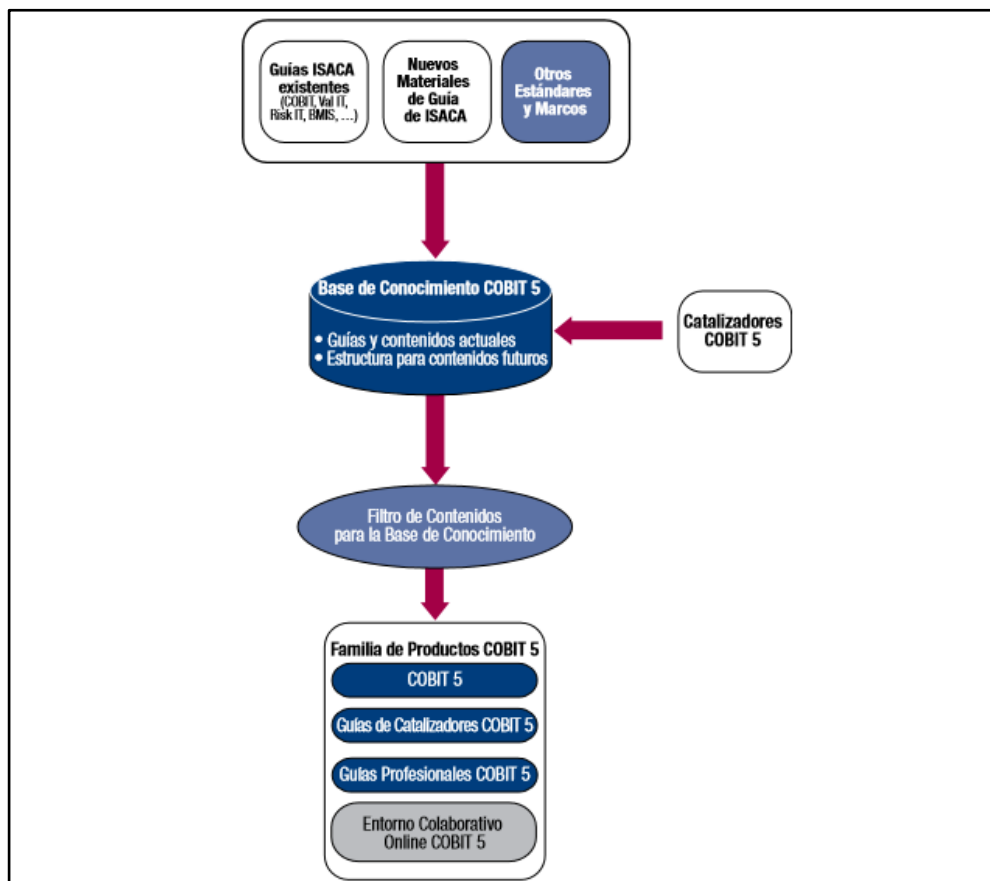 Guías ISACA
existentes
(COBIT, Val IT,
Risk IT, BMIS, ...)
Nuevos
Materiales
de Guía
de ISACA
Otros
Estándares
y Marcos
Base de Conocimiento COBIT 5
• Guías y contenidos actuales
• Estructura para contenidos futuros
Catalizadores
COBIT 5
Filtro de Contenidos
para la Base de Conocimiento
Familia de Productos COBIT 5
COBIT 5
Guías de Catalizadores COBIT 5
Guías Profesionales COBIT 5
Entorno Colaborativo
Online COBIT 5